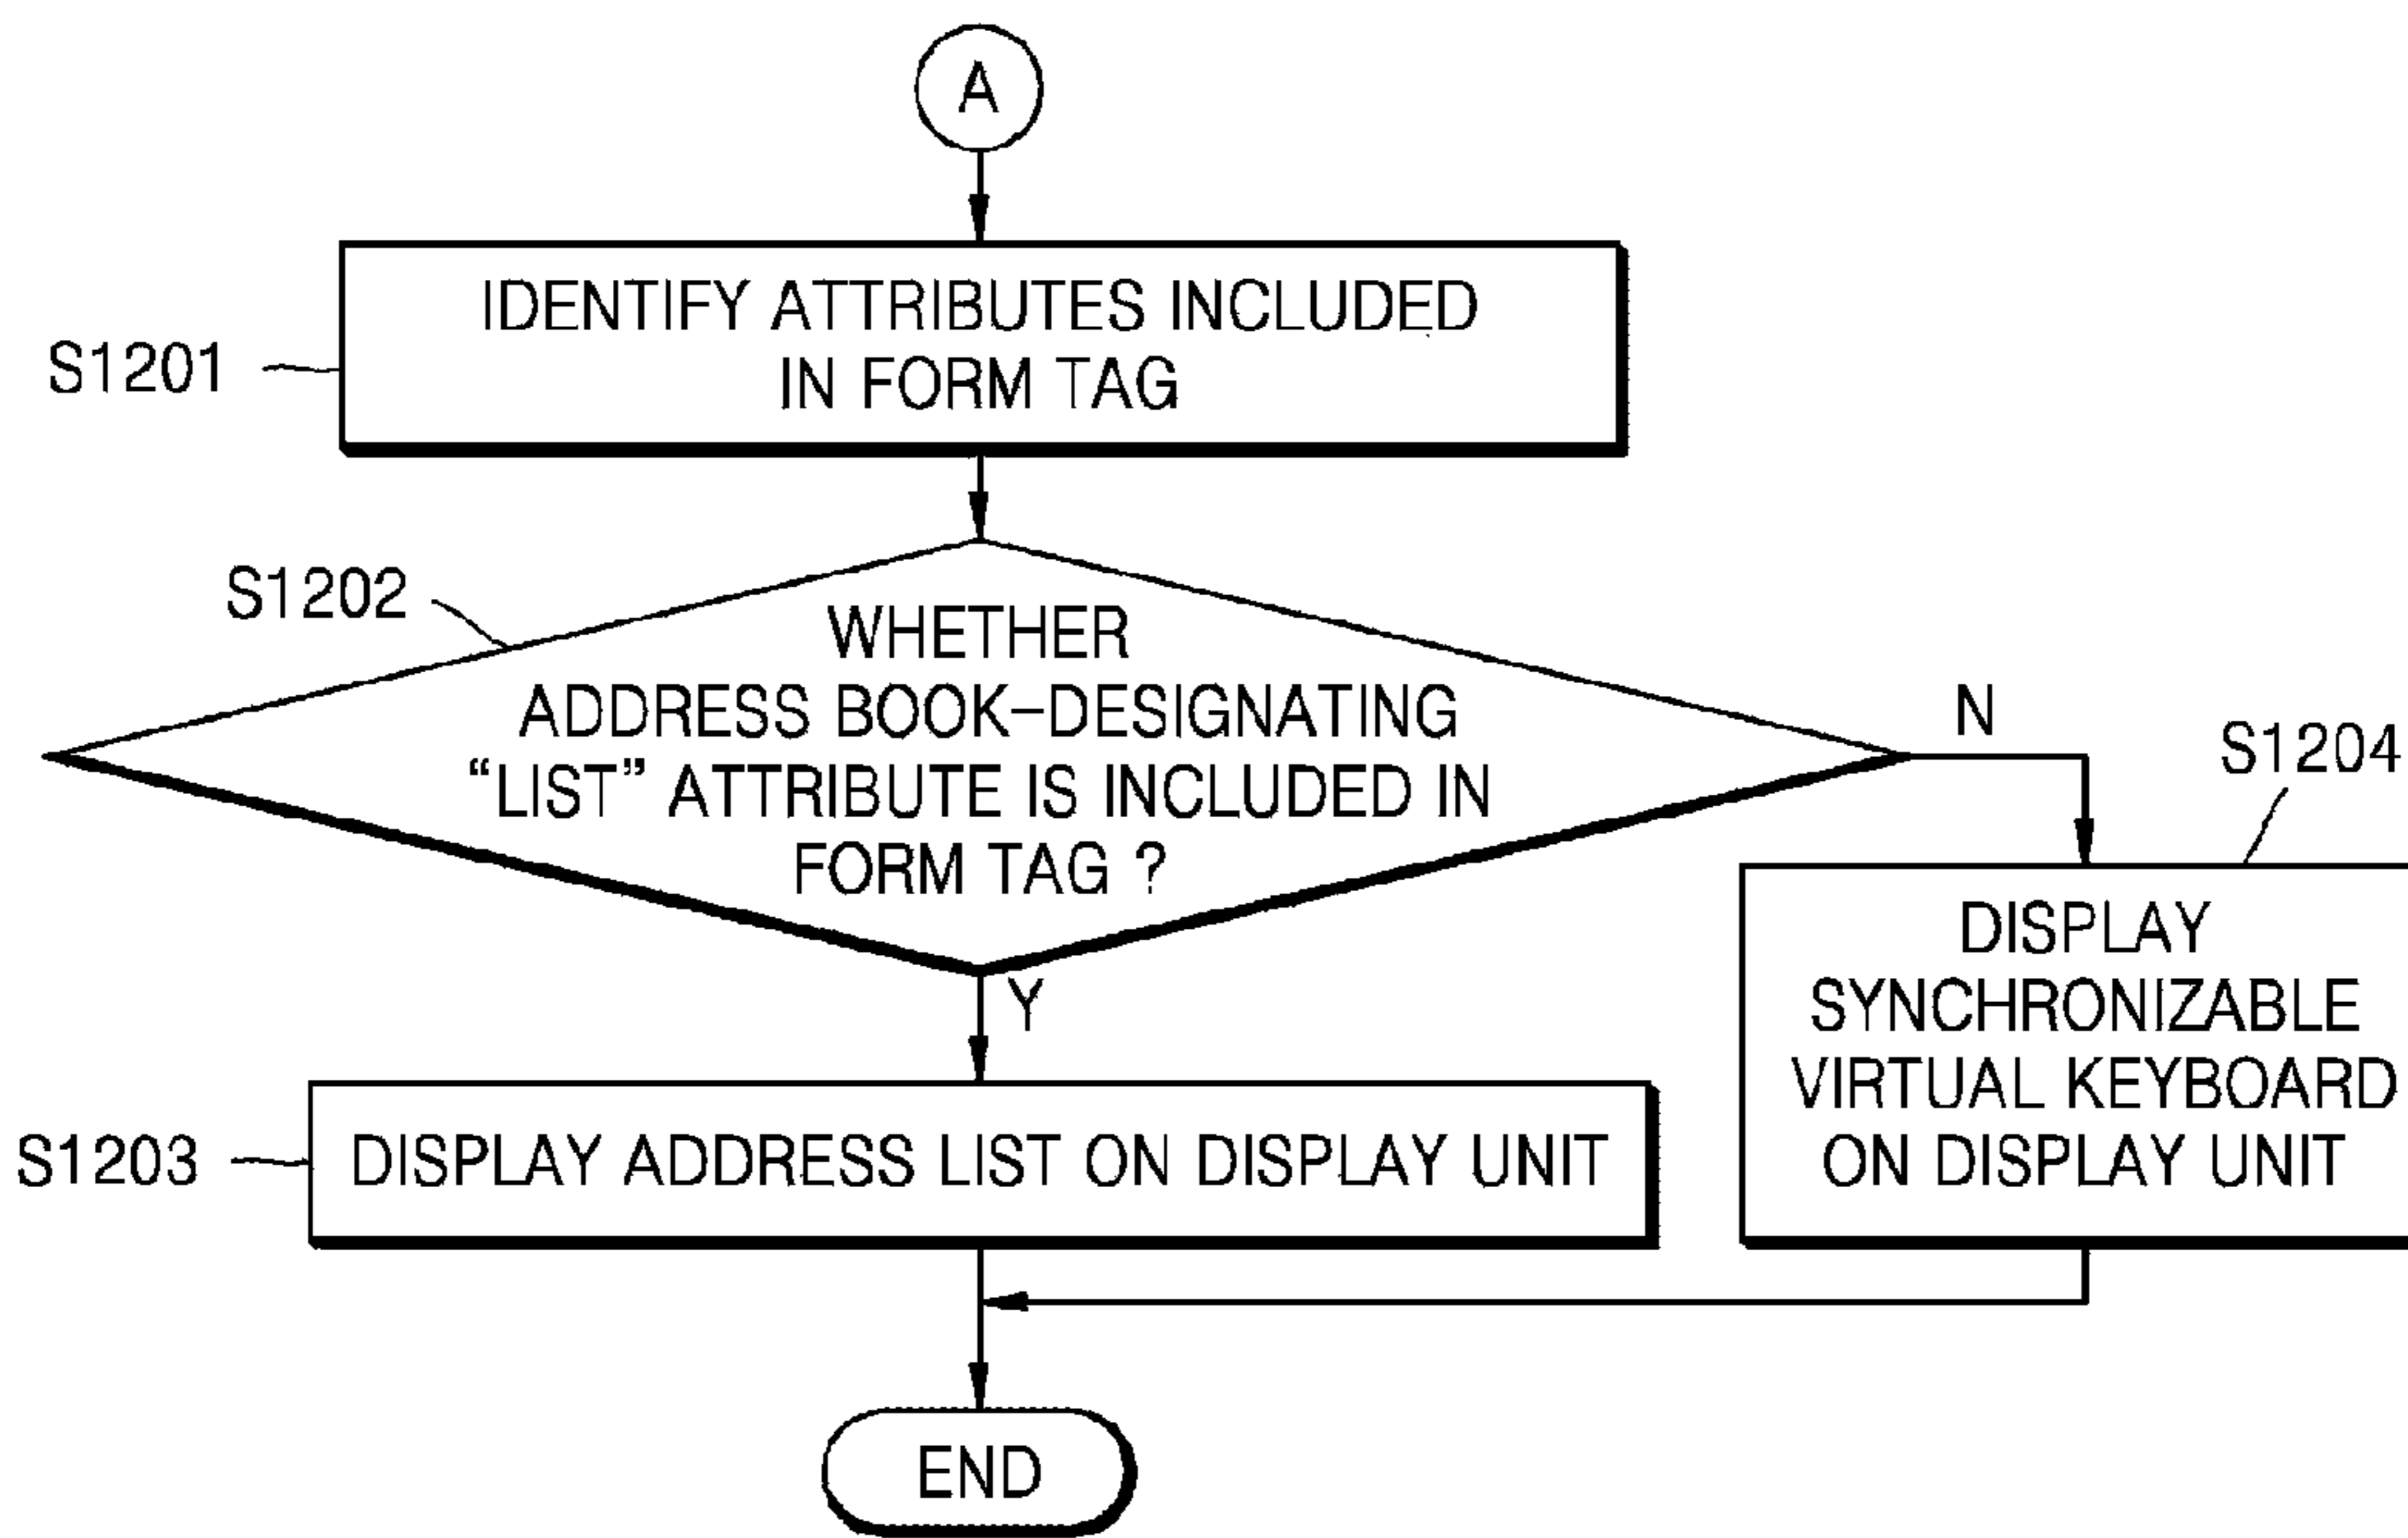 A
IDENTIFY ATTRIBUTES INCLUDED
IN FORM TAG
S1201
S1202
WHETHER
ADDRESS BOOK-DESIGNATING
“LIST” ATTRIBUTE IS INCLUDED IN
FORM TAG ?
N
S1204
Y
DISPLAY
SYNCHRONIZABLE
VIRTUAL KEYBOARD
ON DISPLAY UNIT
S1203
DISPLAY ADDRESS LIST ON DISPLAY UNIT
END